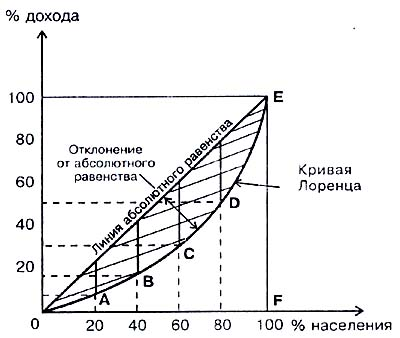 % дохода
100
E
80
Отклонение
от абсолютного
равенства
Линия абсолютного равенства
Кривая
Лоренца
60
D
40
C
20
B
A
F
0
20
40
60
80
100
% населения